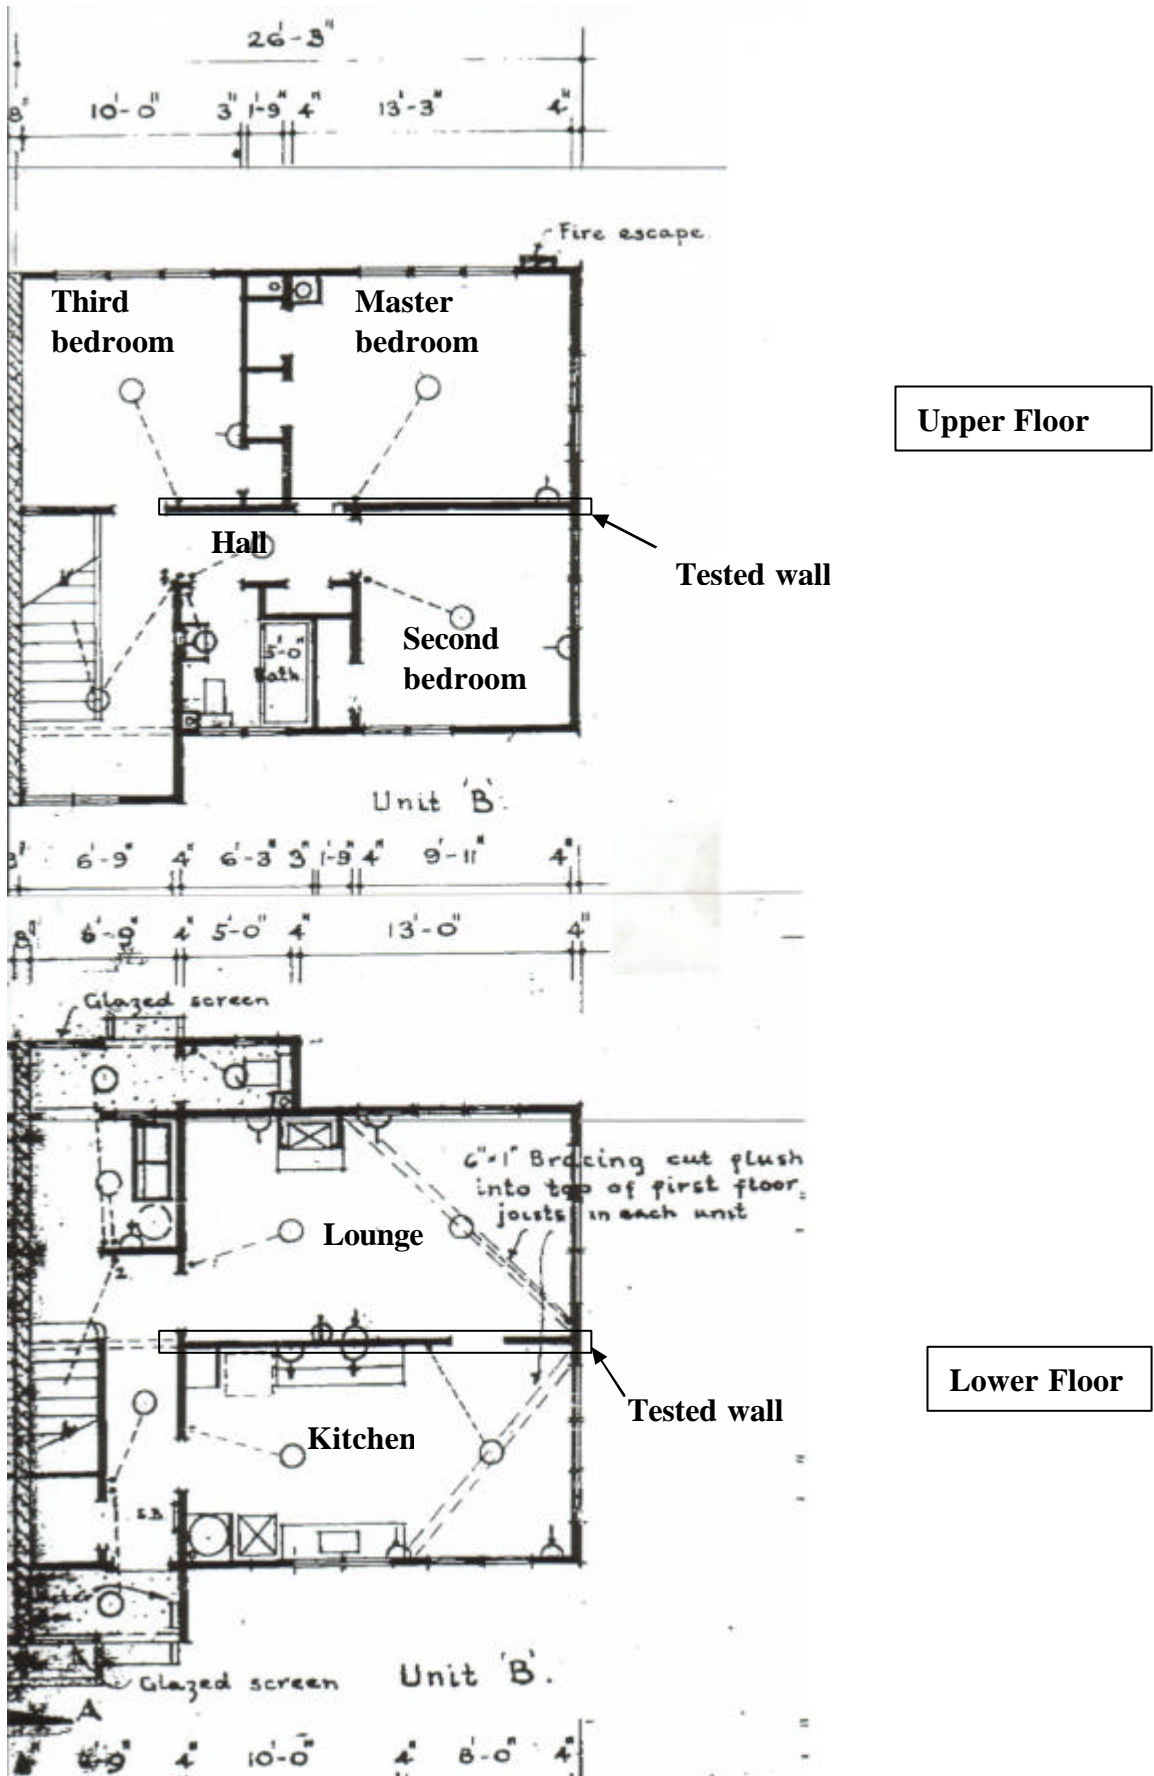 26'-3"
8" 10'-0" 3" 1'-9" 4" 13'-3" 4"
Fire escape
Third
bedroom
Master
bedroom
Upper Floor
Hall
Tested wall
Second
bedroom
5'-0"
Bath
Unit 'B'.
6'-9" 4" 6'-3" 3" 1'-9" 4" 9'-11" 4"
8" 6'-0" 4" 5'-0" 4" 13'-0" 4"
Glazed screen
6"×1" Bracing cut flush
into top of first floor
joists in each unit
Lounge
Tested wall
Lower Floor
Kitchen
S.B.
Glazed screen
Unit 'B'.
A
6'-9" 4" 10'-0" 4" 8'-0" 4"